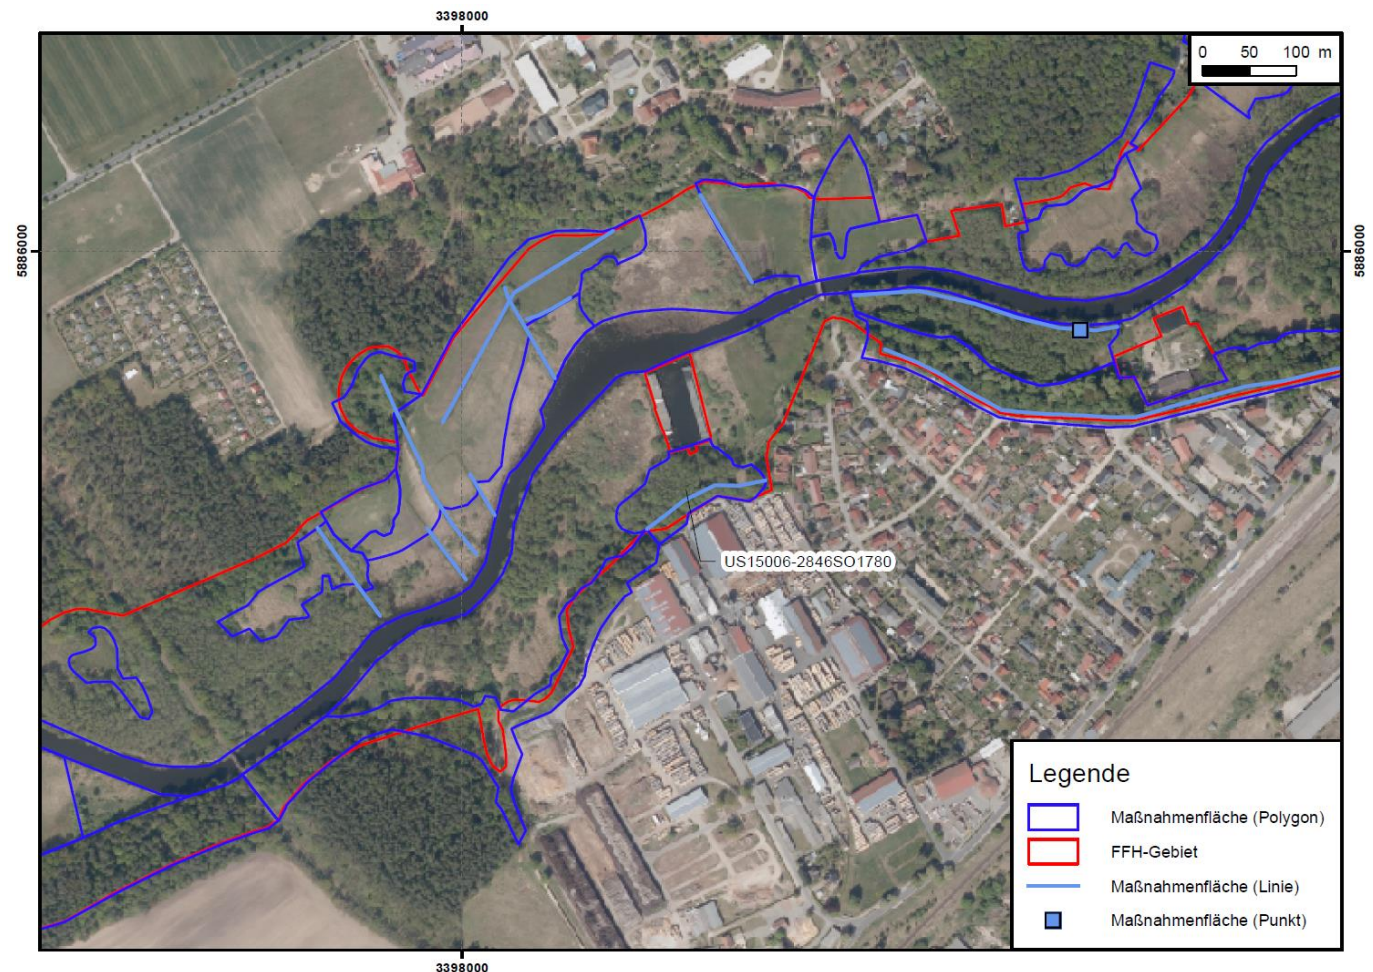 3398000
0 50 100 m
5886000
5886000
US15006-2846SO1780
Legende
Maßnahmenfläche (Polygon)
FFH-Gebiet
Maßnahmenfläche (Linie)
Maßnahmenfläche (Punkt)
3398000